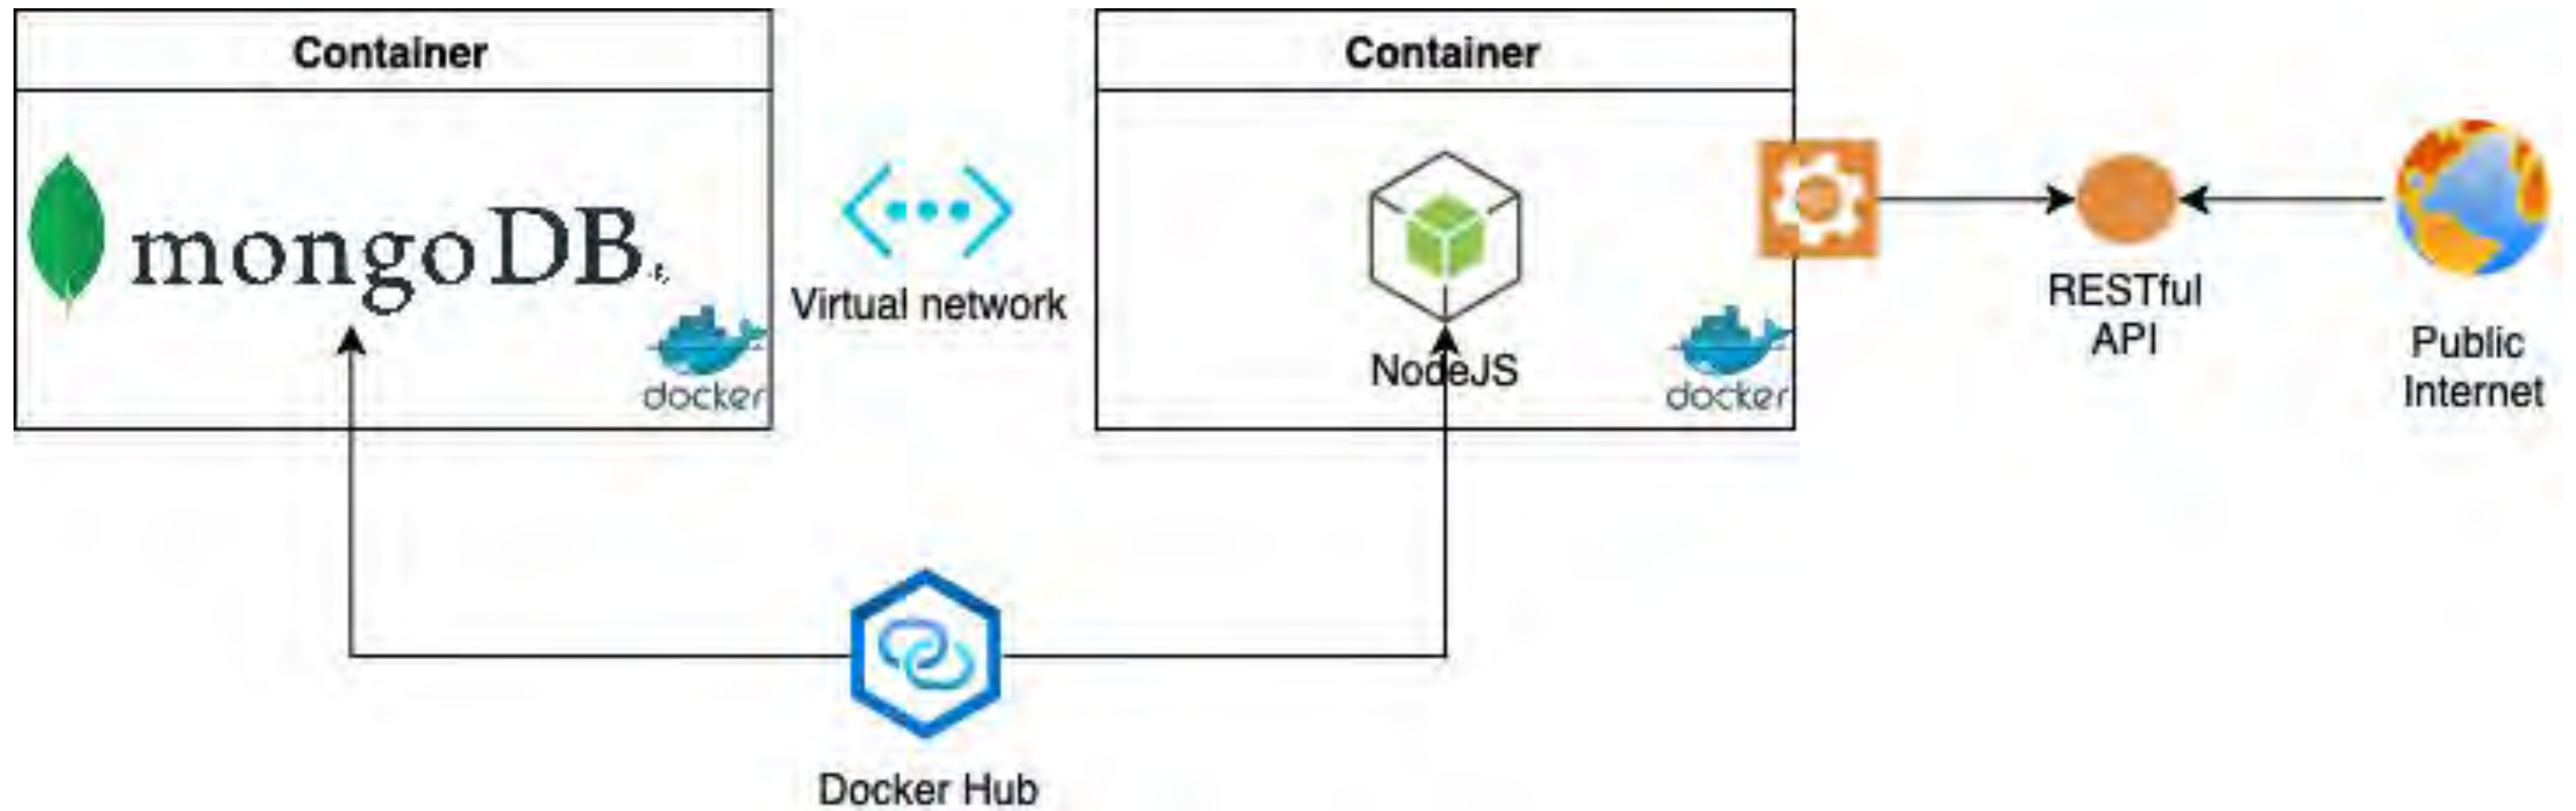 Container
mongoDB
docker
Virtual network
Container
NodeJS
docker
RESTful
API
Public
Internet
Docker Hub